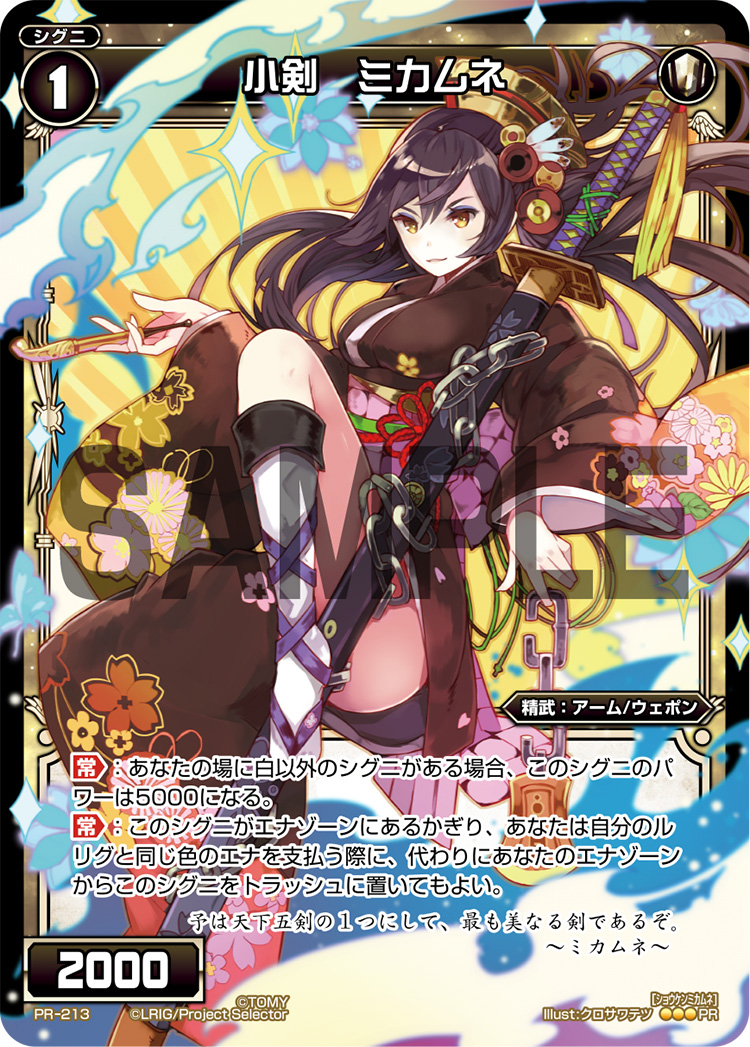 シグニ
1
小剣 ミカムネ
SAMPLE
精武：アーム/ウェポン
常：あなたの場に白以外のシグニがある場合、このシグニのパ
ワーは5000になる。
常：このシグニがエナゾーンにあるかぎり、あなたは自分のル
リグと同じ色のエナを支払う際に、代わりにあなたのエナゾーン
からこのシグニをトラッシュに置いてもよい。
予は天下五剣の１つにして、最も美なる剣であるぞ。
～ミカムネ～
2000
PR-213
©TOMY
©LRIG/Project Selector
[ショウケンミカムネ]
Illust:クロサワテツ
PR